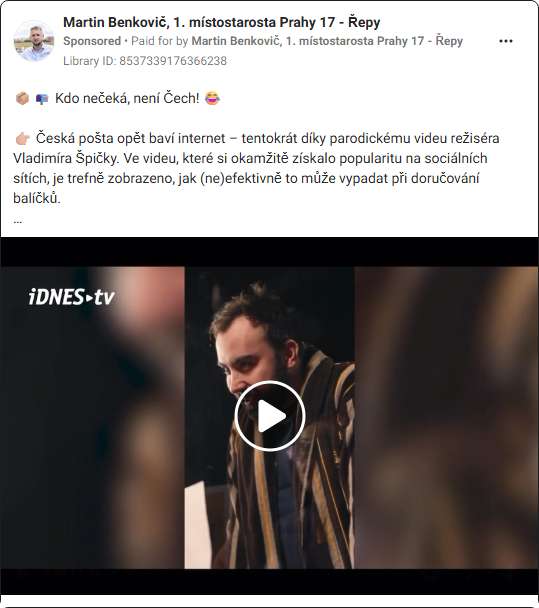 Martin Benkovič, 1. místostarosta Prahy 17 - Řepy
Sponsored • Paid for by Martin Benkovič, 1. místostarosta Prahy 17 - Řepy
Library ID: 8537339176366238
📦 📭 Kdo nečeká, není Čech! 😂
👉🏼 Česká pošta opět baví internet – tentokrát díky parodickému videu režiséra
Vladimíra Špičky. Ve videu, které si okamžitě získalo popularitu na sociálních
sítích, je trefně zobrazeno, jak (ne)efektivně to může vypadat při doručování
balíčků.
...
iDNES▸tv